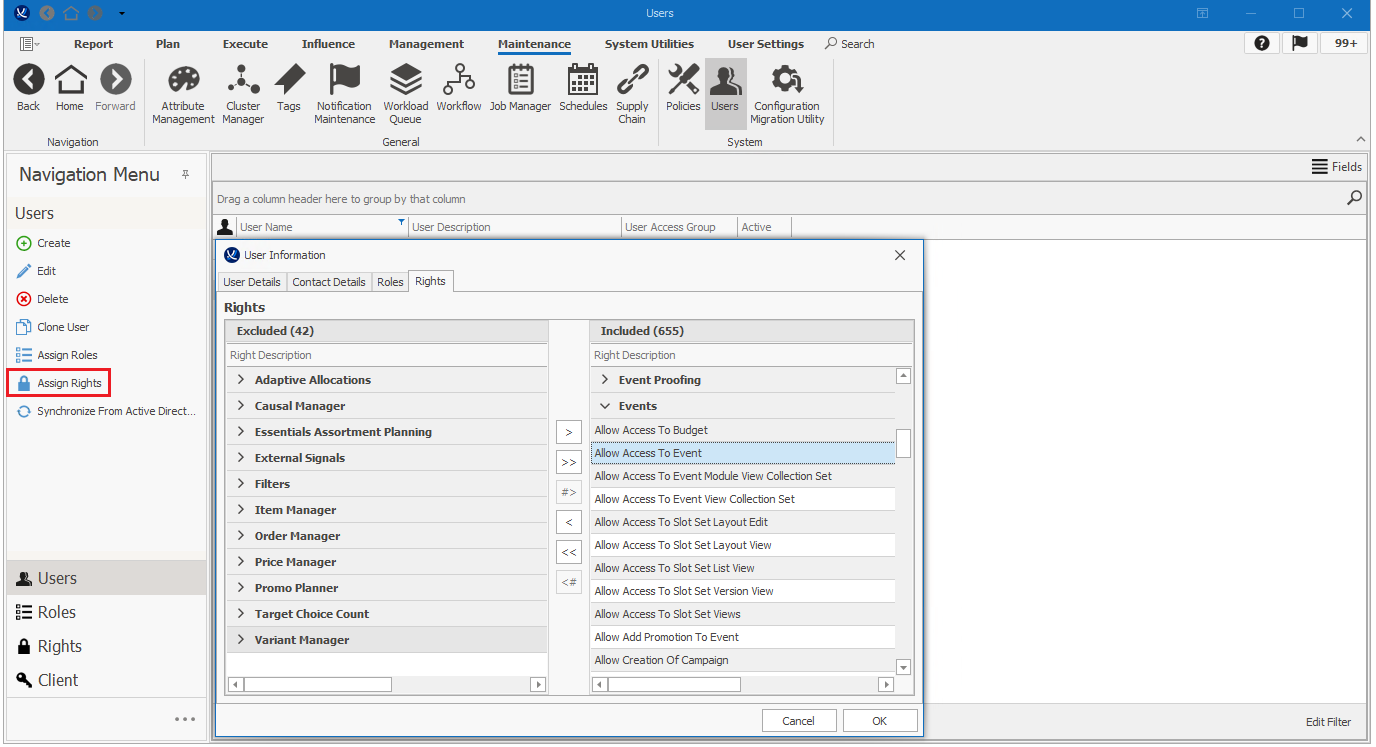 Users
Report Plan Execute Influence Management Maintenance System Utilities User Settings Search 99+
Back Home Forward Attribute Management Cluster Manager Tags Notification Maintenance Workload Queue Workflow Job Manager Schedules Supply Chain Policies Users Configuration Migration Utility
Navigation General System
Navigation Menu
Users
Create
Edit
Delete
Clone User
Assign Roles
Assign Rights
Synchronize From Active Direct...
Users
Roles
Rights
Client
Fields
Drag a column header here to group by that column
User Name User Description User Access Group Active
User Information
User Details Contact Details Roles Rights
Rights
Excluded (42)
Right Description
Adaptive Allocations
Causal Manager
Essentials Assortment Planning
External Signals
Filters
Item Manager
Order Manager
Price Manager
Promo Planner
Target Choice Count
Variant Manager
>
>>
#>
<
<<
<#
Included (655)
Right Description
Event Proofing
Events
Allow Access To Budget
Allow Access To Event
Allow Access To Event Module View Collection Set
Allow Access To Event View Collection Set
Allow Access To Slot Set Layout Edit
Allow Access To Slot Set Layout View
Allow Access To Slot Set List View
Allow Access To Slot Set Version View
Allow Access To Slot Set Views
Allow Add Promotion To Event
Allow Creation Of Campaign
Cancel OK
Edit Filter